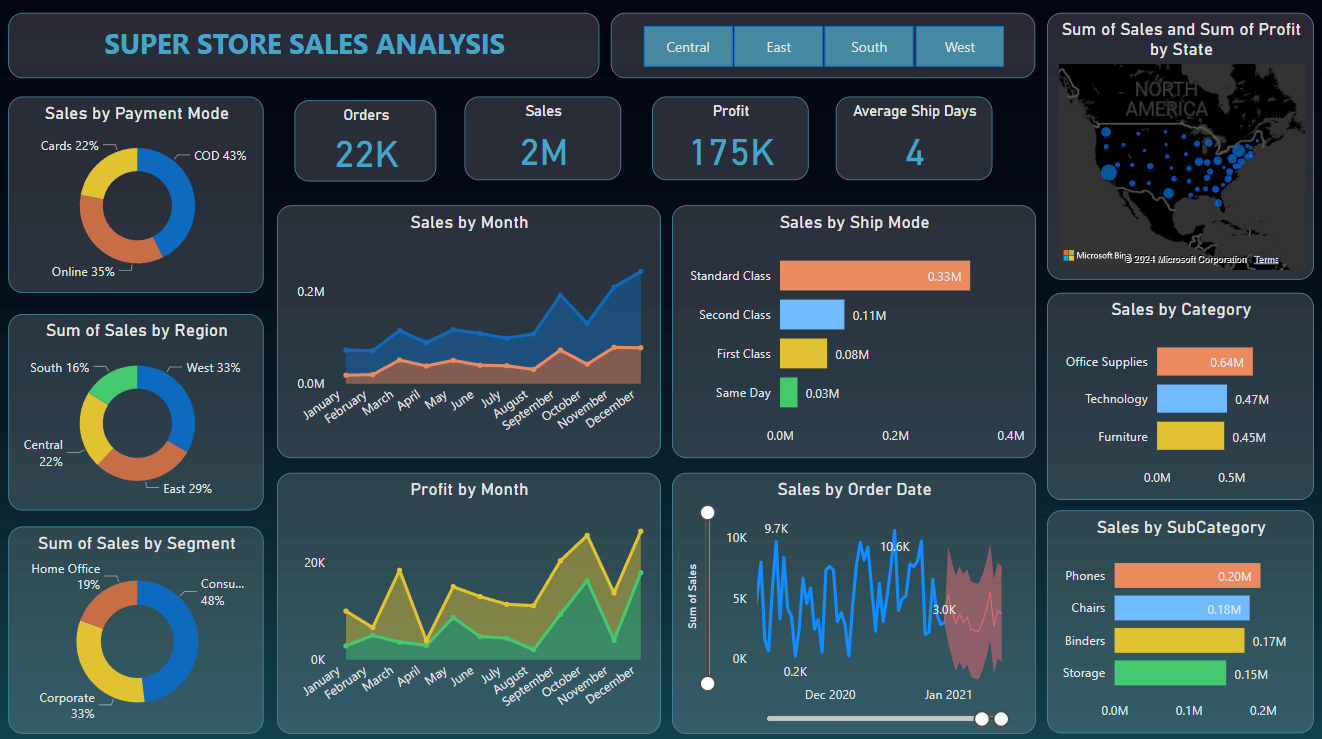 SUPER STORE SALES ANALYSIS
Central
East
South
West
Sum of Sales and Sum of Profit
by State
NORTH
AMERICA
Microsoft Bing
© 2024 Microsoft Corporation Terms
Sales by Payment Mode
Cards 22%
COD 43%
Online 35%
Orders
22K
Sales
2M
Profit
175K
Average Ship Days
4
Sales by Month
0.2M
0.0M
January
February
March
April
May
June
July
August
September
October
November
December
Sales by Ship Mode
Standard Class
0.33M
Second Class
0.11M
First Class
0.08M
Same Day
0.03M
0.0M
0.2M
0.4M
Sales by Category
Office Supplies
0.64M
Technology
0.47M
Furniture
0.45M
0.0M
0.5M
Sum of Sales by Region
South 16%
West 33%
Central
22%
East 29%
Profit by Month
20K
0K
January
February
March
April
May
June
July
August
September
October
November
December
Sales by Order Date
Sum of Sales
10K
5K
0K
9.7K
10.6K
3.0K
0.2K
Dec 2020
Jan 2021
Sum of Sales by Segment
Home Office
19%
Consu...
48%
Corporate
33%
Sales by SubCategory
Phones
0.20M
Chairs
0.18M
Binders
0.17M
Storage
0.15M
0.0M
0.1M
0.2M